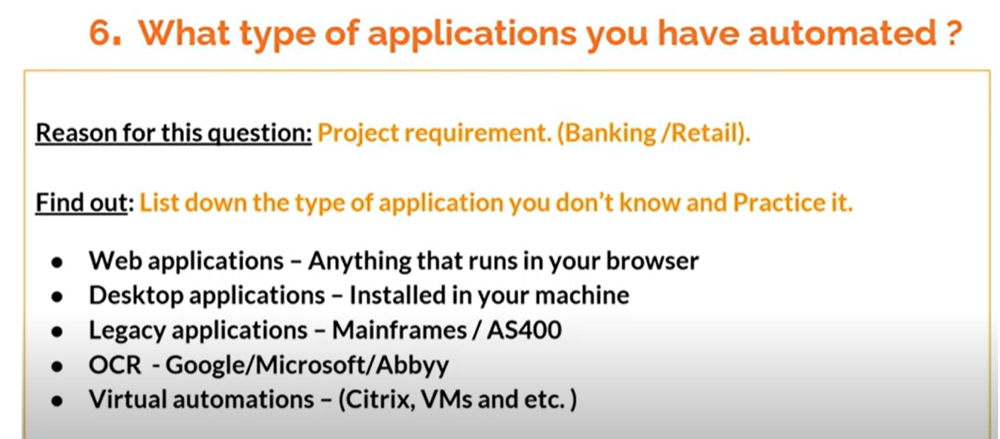 6. What type of applications you have automated ?
Reason for this question: Project requirement. (Banking /Retail).
Find out: List down the type of application you don't know and Practice it.
• Web applications – Anything that runs in your browser
• Desktop applications – Installed in your machine
• Legacy applications – Mainframes / AS400
• OCR - Google/Microsoft/Abbyy
• Virtual automations – (Citrix, VMs and etc. )